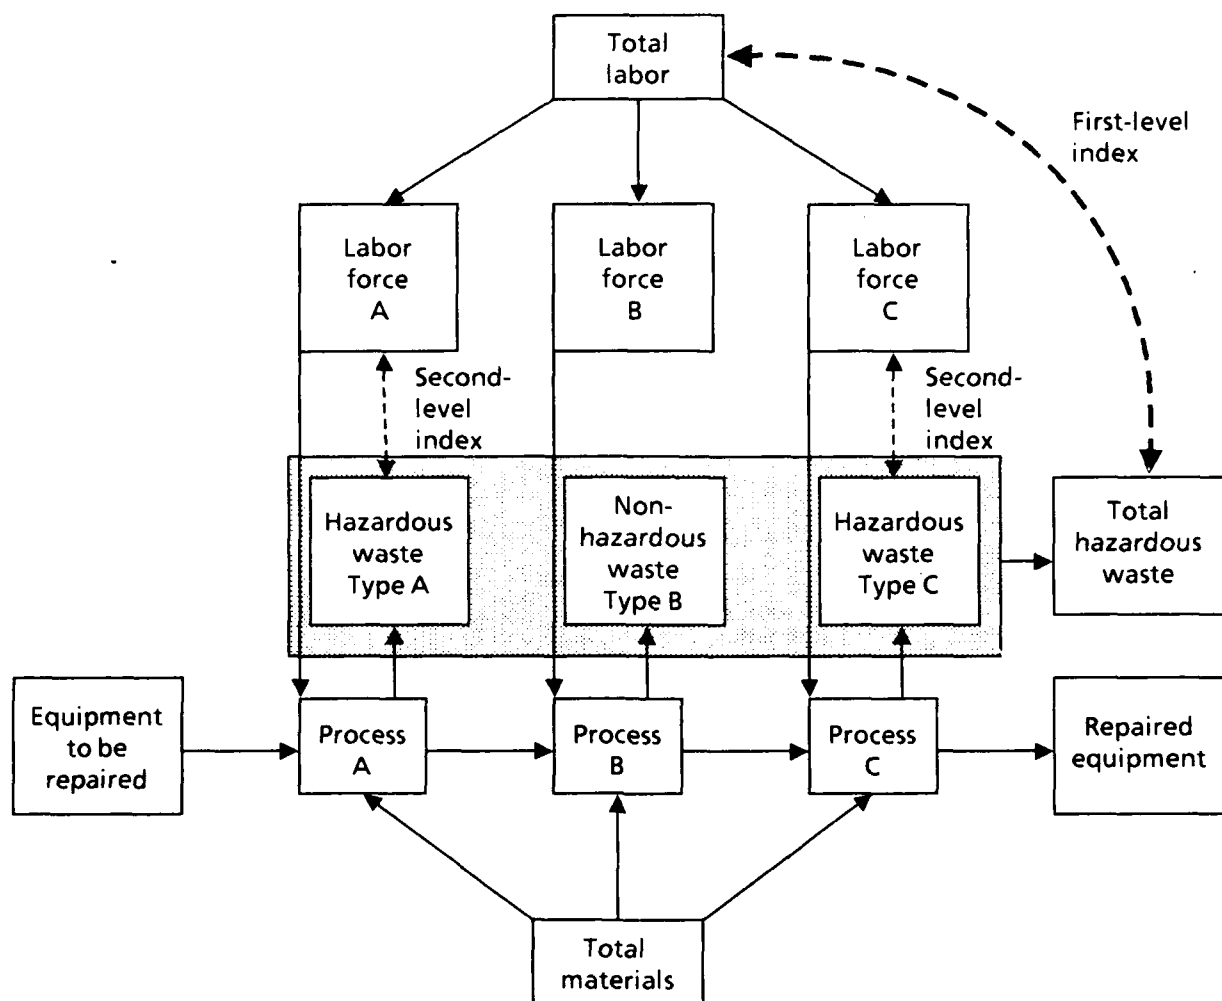 Total
labor
First-level
index
Labor
force
A
Labor
force
B
Labor
force
C
Second-
level
index
Second-
level
index
Hazardous
waste
Type A
Non-
hazardous
waste
Type B
Hazardous
waste
Type C
Total
hazardous
waste
Equipment
to be
repaired
Process
A
Process
B
Process
C
Repaired
equipment
Total
materials